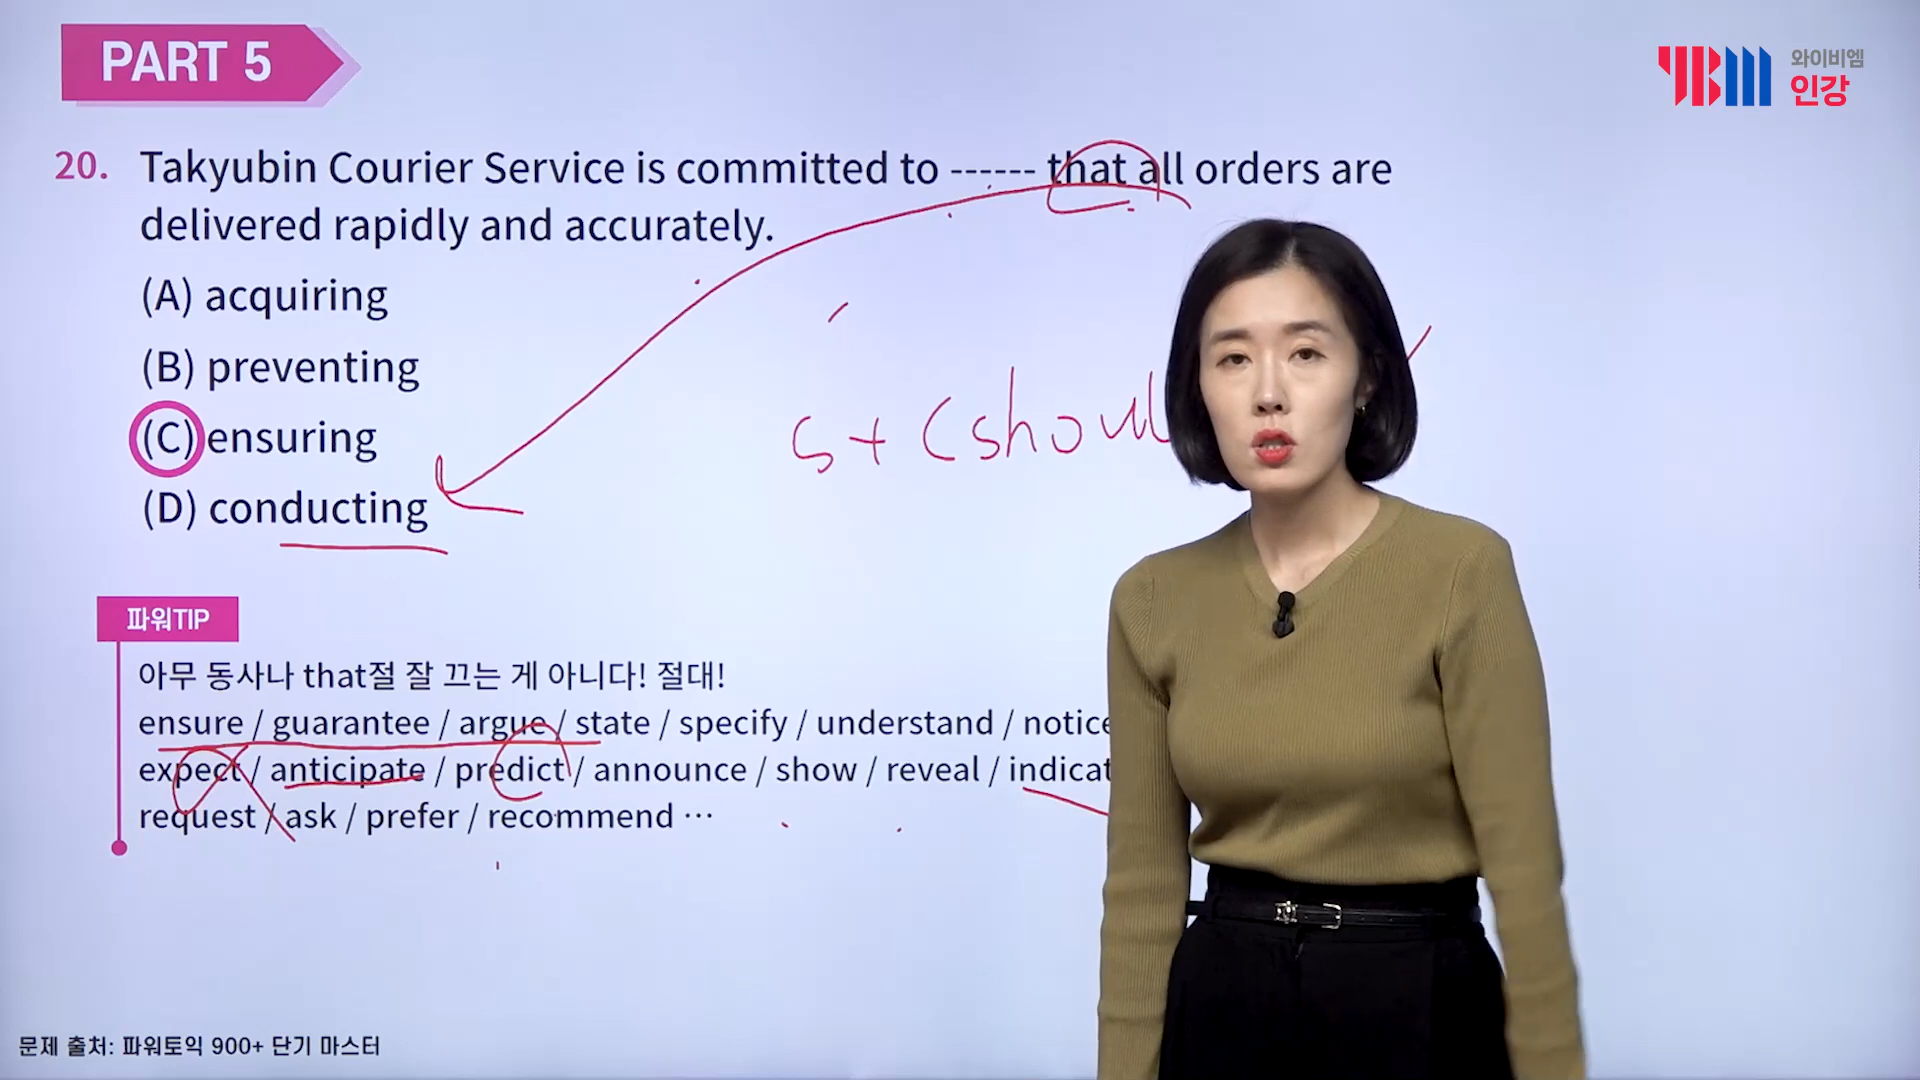 PART 5
YBM 와이비엠
인강
20. Takyubin Courier Service is committed to ------ that all orders are
delivered rapidly and accurately.
(A) acquiring
(B) preventing
(C) ensuring
s + (shoul
(D) conducting
파워TIP
아무 동사나 that절 잘 끄는 게 아니다! 절대!
ensure / guarantee / argue / state / specify / understand / notice
expect / anticipate / predict / announce / show / reveal / indicat
request / ask / prefer / recommend ···
문제 출처: 파워토익 900+ 단기 마스터